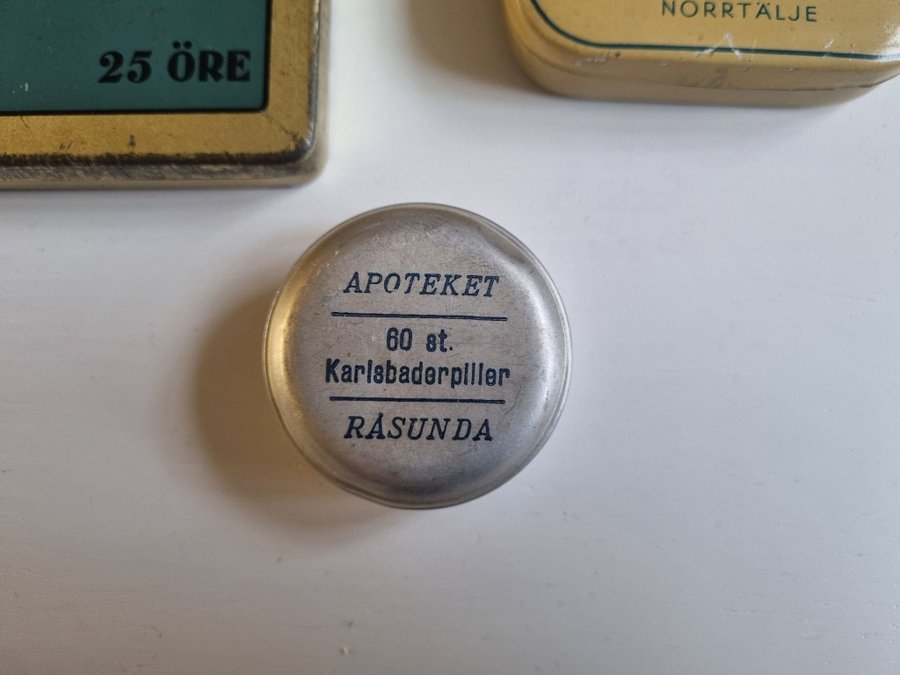 25 ÖRE
NORRTÄLJE
APOTEKET
60 st.
Karlsbaderpiller
RÅSUNDA